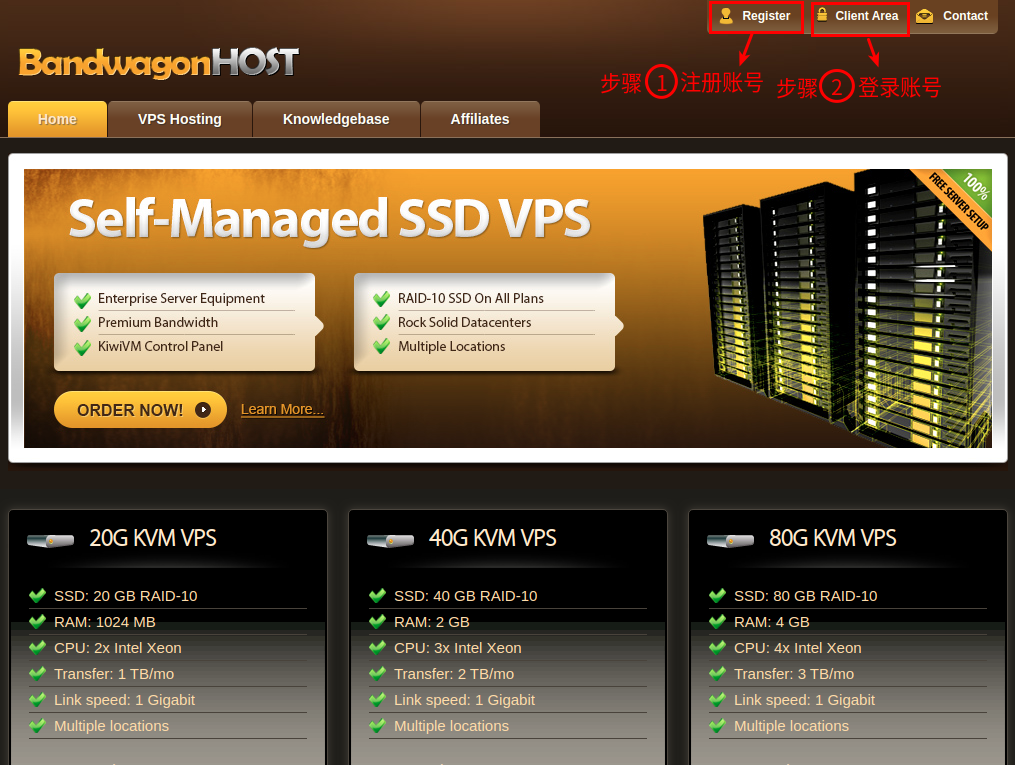 Register
Client Area
Contact
BandwagonHOST
步骤①注册账号
步骤②登录账号
Home
VPS Hosting
Knowledgebase
Affiliates
Self-Managed SSD VPS
100%
FREE SERVER SETUP
Enterprise Server Equipment
Premium Bandwidth
KiwiVM Control Panel
RAID-10 SSD On All Plans
Rock Solid Datacenters
Multiple Locations
ORDER NOW!
Learn More...
20G KVM VPS
SSD: 20 GB RAID-10
RAM: 1024 MB
CPU: 2x Intel Xeon
Transfer: 1 TB/mo
Link speed: 1 Gigabit
Multiple locations
40G KVM VPS
SSD: 40 GB RAID-10
RAM: 2 GB
CPU: 3x Intel Xeon
Transfer: 2 TB/mo
Link speed: 1 Gigabit
Multiple locations
80G KVM VPS
SSD: 80 GB RAID-10
RAM: 4 GB
CPU: 4x Intel Xeon
Transfer: 3 TB/mo
Link speed: 1 Gigabit
Multiple locations